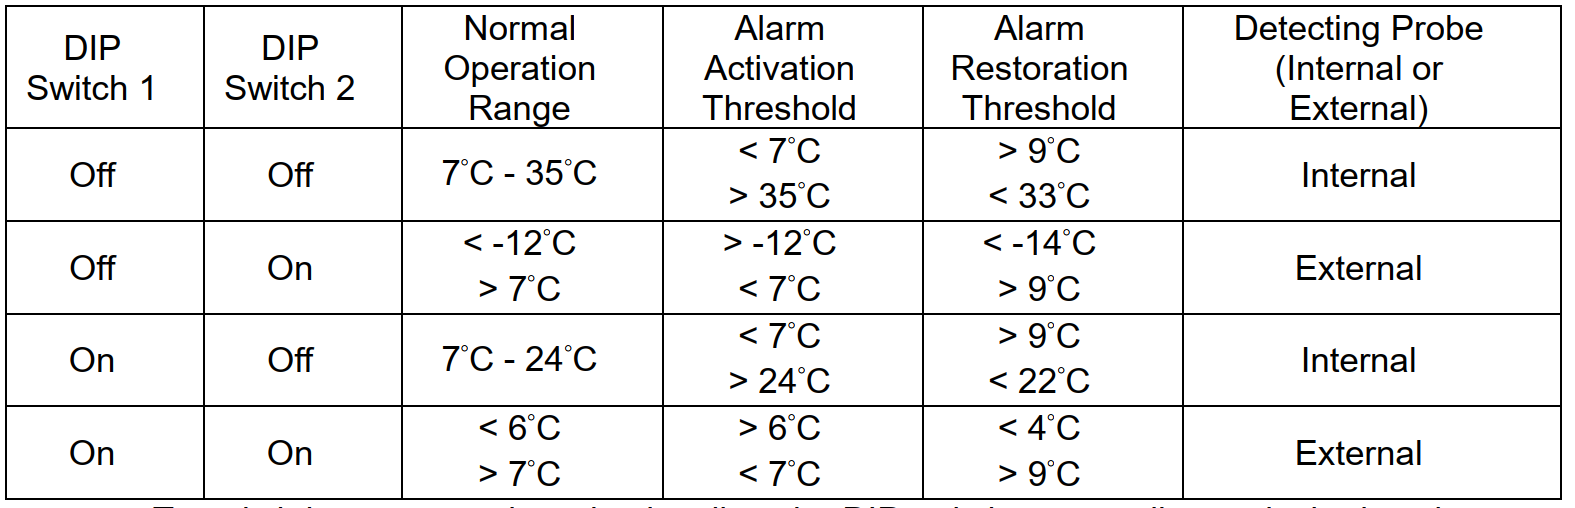 DIP Switch 1
DIP Switch 2
Normal Operation Range
Alarm Activation Threshold
Alarm Restoration Threshold
Detecting Probe (Internal or External)
Off
Off
7°C - 35°C
< 7°C
> 35°C
> 9°C
< 33°C
Internal
Off
On
< -12°C
> 7°C
> -12°C
< 7°C
< -14°C
> 9°C
External
On
Off
7°C - 24°C
< 7°C
> 24°C
> 9°C
< 22°C
Internal
On
On
< 6°C
> 7°C
> 6°C
< 7°C
< 4°C
> 9°C
External